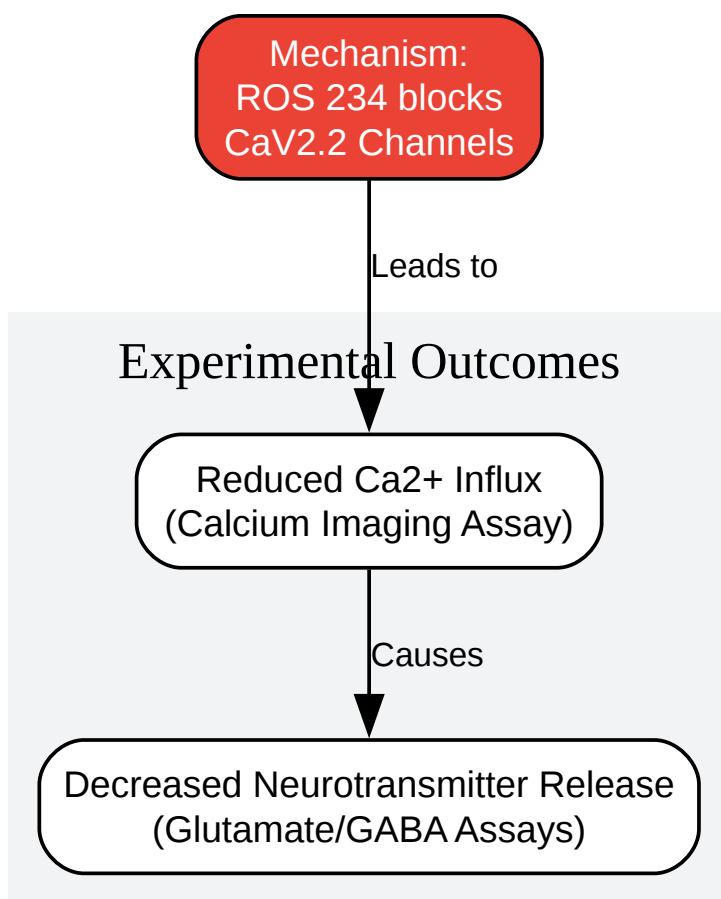 Mechanism:
ROS 234 blocks
CaV2.2 Channels
Leads to
Experimental Outcomes
Reduced Ca2+ Influx
(Calcium Imaging Assay)
Causes
Decreased Neurotransmitter Release
(Glutamate/GABA Assays)